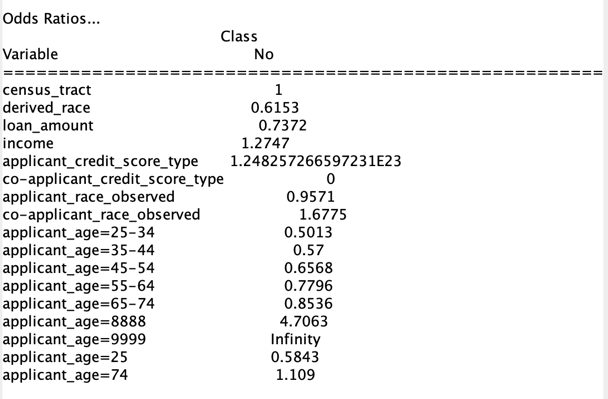 Odds Ratios...
Class
Variable No
============================================================
census_tract 1
derived_race 0.6153
loan_amount 0.7372
income 1.2747
applicant_credit_score_type 1.248257266597231E23
co-applicant_credit_score_type 0
applicant_race_observed 0.9571
co-applicant_race_observed 1.6775
applicant_age=25-34 0.5013
applicant_age=35-44 0.57
applicant_age=45-54 0.6568
applicant_age=55-64 0.7796
applicant_age=65-74 0.8536
applicant_age=8888 4.7063
applicant_age=9999 Infinity
applicant_age=25 0.5843
applicant_age=74 1.109